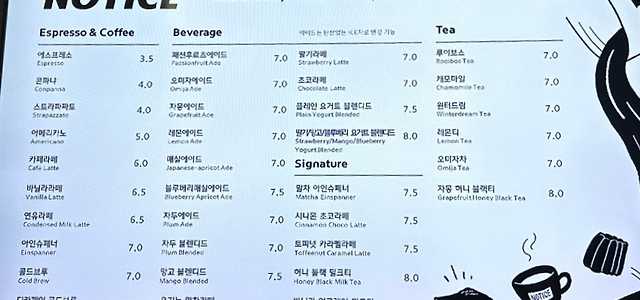 NOTICE
Espresso & Coffee
에스프레소 3.5
Espresso
콘파나 4.0
Conpanna
스트라파짜토 4.0
Strapazzato
아메리카노 5.0
Americano
카페라떼 6.0
Café Latte
바닐라라떼 6.5
Vanilla Latte
연유라떼 6.5
Condensed Milk Latte
아인슈페너 7.0
Einspanner
콜드브루 7.0
Cold Brew
Beverage
패션후르츠에이드 7.0
Passionfruit Ade
오미자에이드 7.0
Omija Ade
자몽에이드 7.0
Grapefruit Ade
레몬에이드 7.0
Lemon Ade
매실에이드 7.0
Japanese-apricot Ade
블루베리매실에이드 7.0
Blueberry Apricot Ade
자두에이드 7.0
Plum Ade
자두 블렌디드 7.0
Plum Blended
망고 블렌디드 7.5
Mango Blended
딸기라떼 7.0
Strawberry Latte
초코라떼 7.0
Chocolate Latte
플레인 요거트 블렌디드 7.5
Plain Yogurt Blended
딸기/망고/블루베리 요거트 블렌디드 8.0
Strawberry/Mango/Blueberry
Yogurt Blended
Signature
말차 아인슈페너 7.5
Matcha Einspanner
시나몬 초코라떼 7.5
Cinnamon Choco Latte
토피넛 카라멜라떼 7.5
Toffeenut Caramel Latte
허니 블랙 밀크티 8.0
Honey Black Milk Tea
Tea
루이보스 7.0
Rooibos Tea
캐모마일 7.0
Chamomile Tea
윈터드림 7.0
Winterdream Tea
레몬티 7.0
Lemon Tea
오미자차 7.0
Omija Tea
자몽 허니 블랙티 8.0
Grapefruit Honey Black Tea
NOTICE